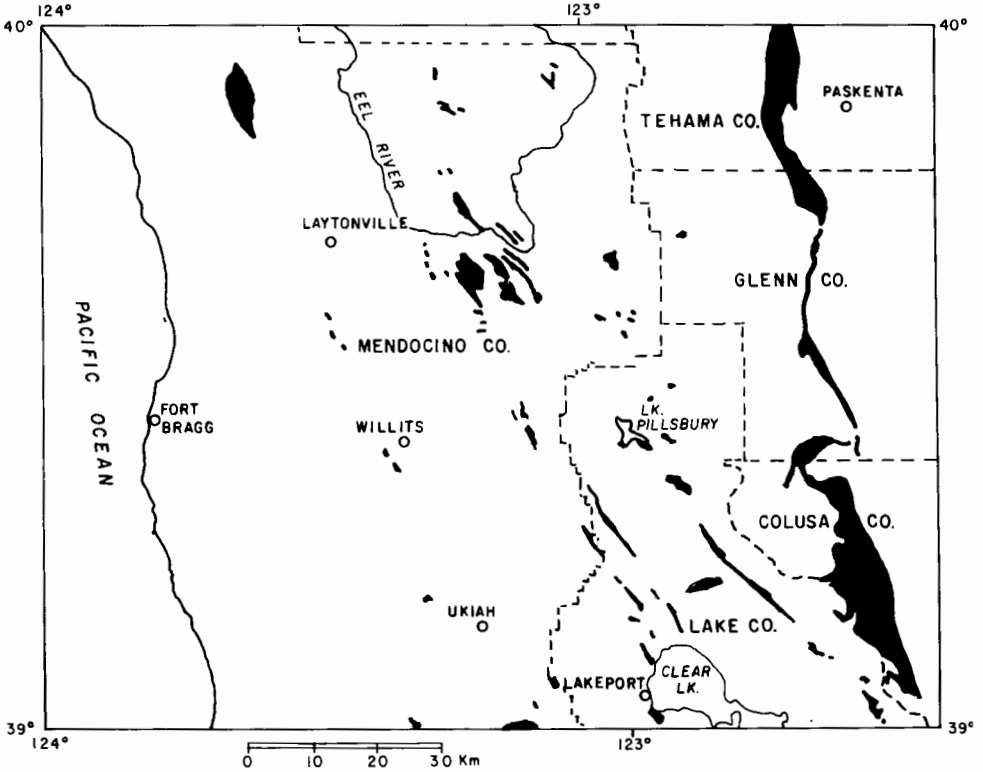 124°
123°
40°
40°
PASKENTA
TEHAMA CO.
EEL RIVER
LAYTONVILLE
GLENN CO.
PACIFIC OCEAN
MENDOCINO CO.
FORT
BRAGG
LK.
PILLSBURY
WILLITS
COLUSA CO.
UKIAH
LAKE CO.
CLEAR
LK.
LAKEPORT
39°
39°
124°
123°
0 10 20 30 Km